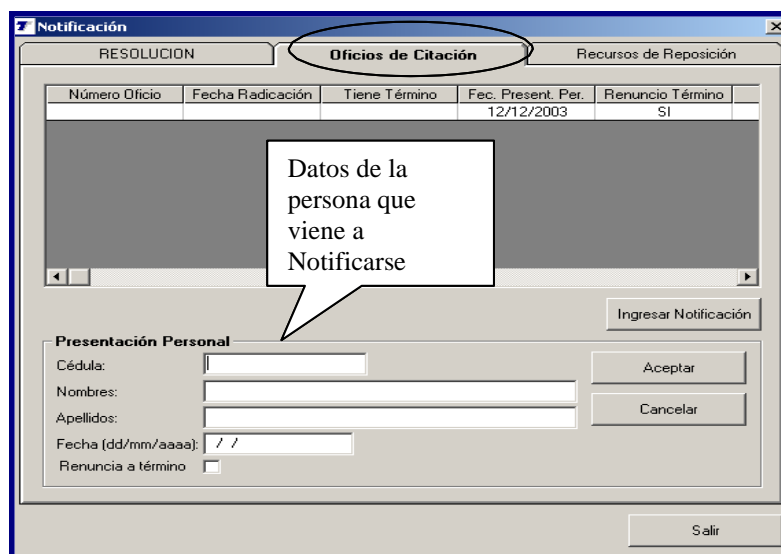 Notificación
RESOLUCION Oficios de Citación Recursos de Reposición
Número Oficio Fecha Radicación Tiene Término Fec. Present. Per. Renuncio Término
12/12/2003 SI
Datos de la
persona que
viene a
Notificarse
Ingresar Notificación
Presentación Personal
Cédula:
Aceptar
Nombres:
Cancelar
Apellidos:
Fecha (dd/mm/aaaa): / /
Renuncia a término
Salir